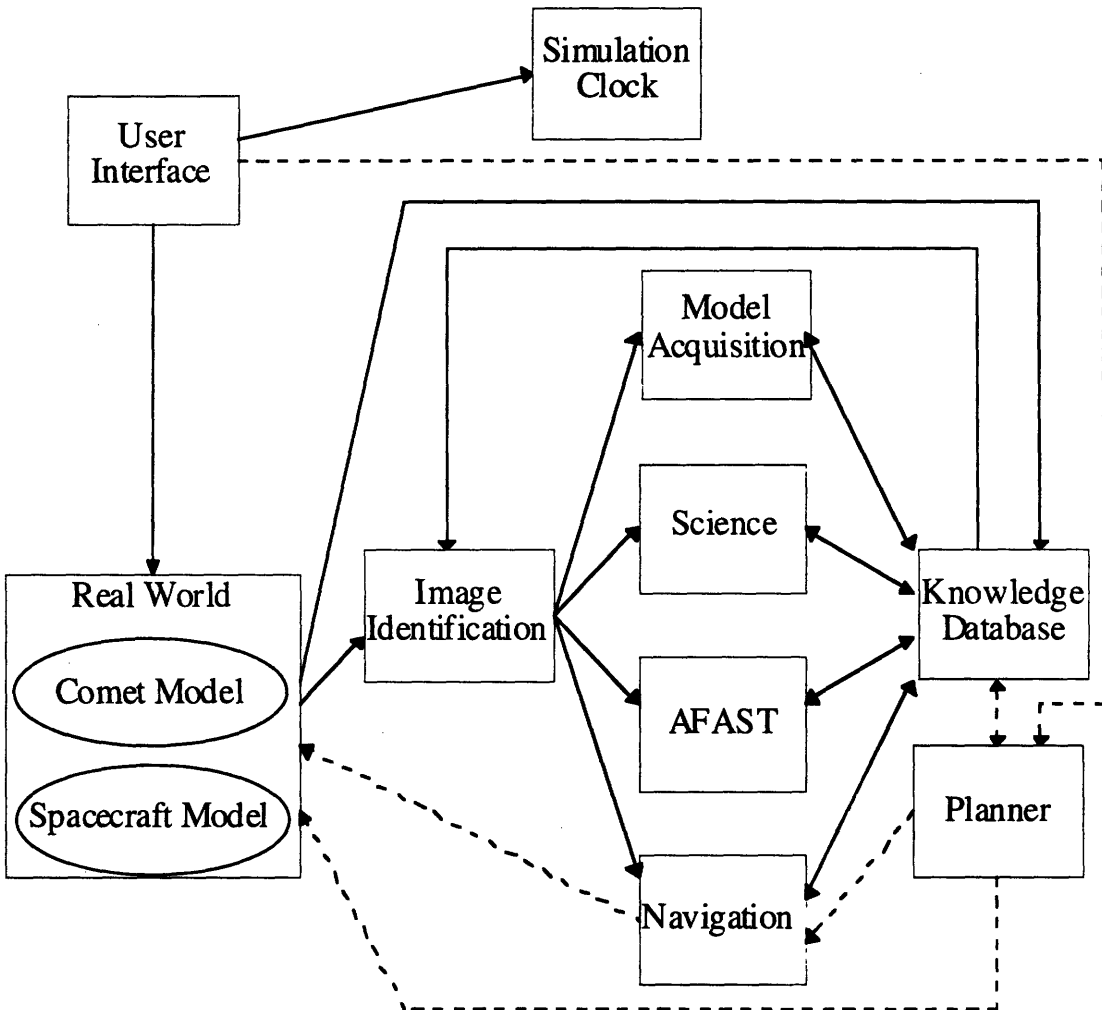 Simulation
Clock
User
Interface
Model
Acquisition
Science
Real World
Image
Identification
Knowledge
Database
Comet Model
AFAST
Spacecraft Model
Planner
Navigation